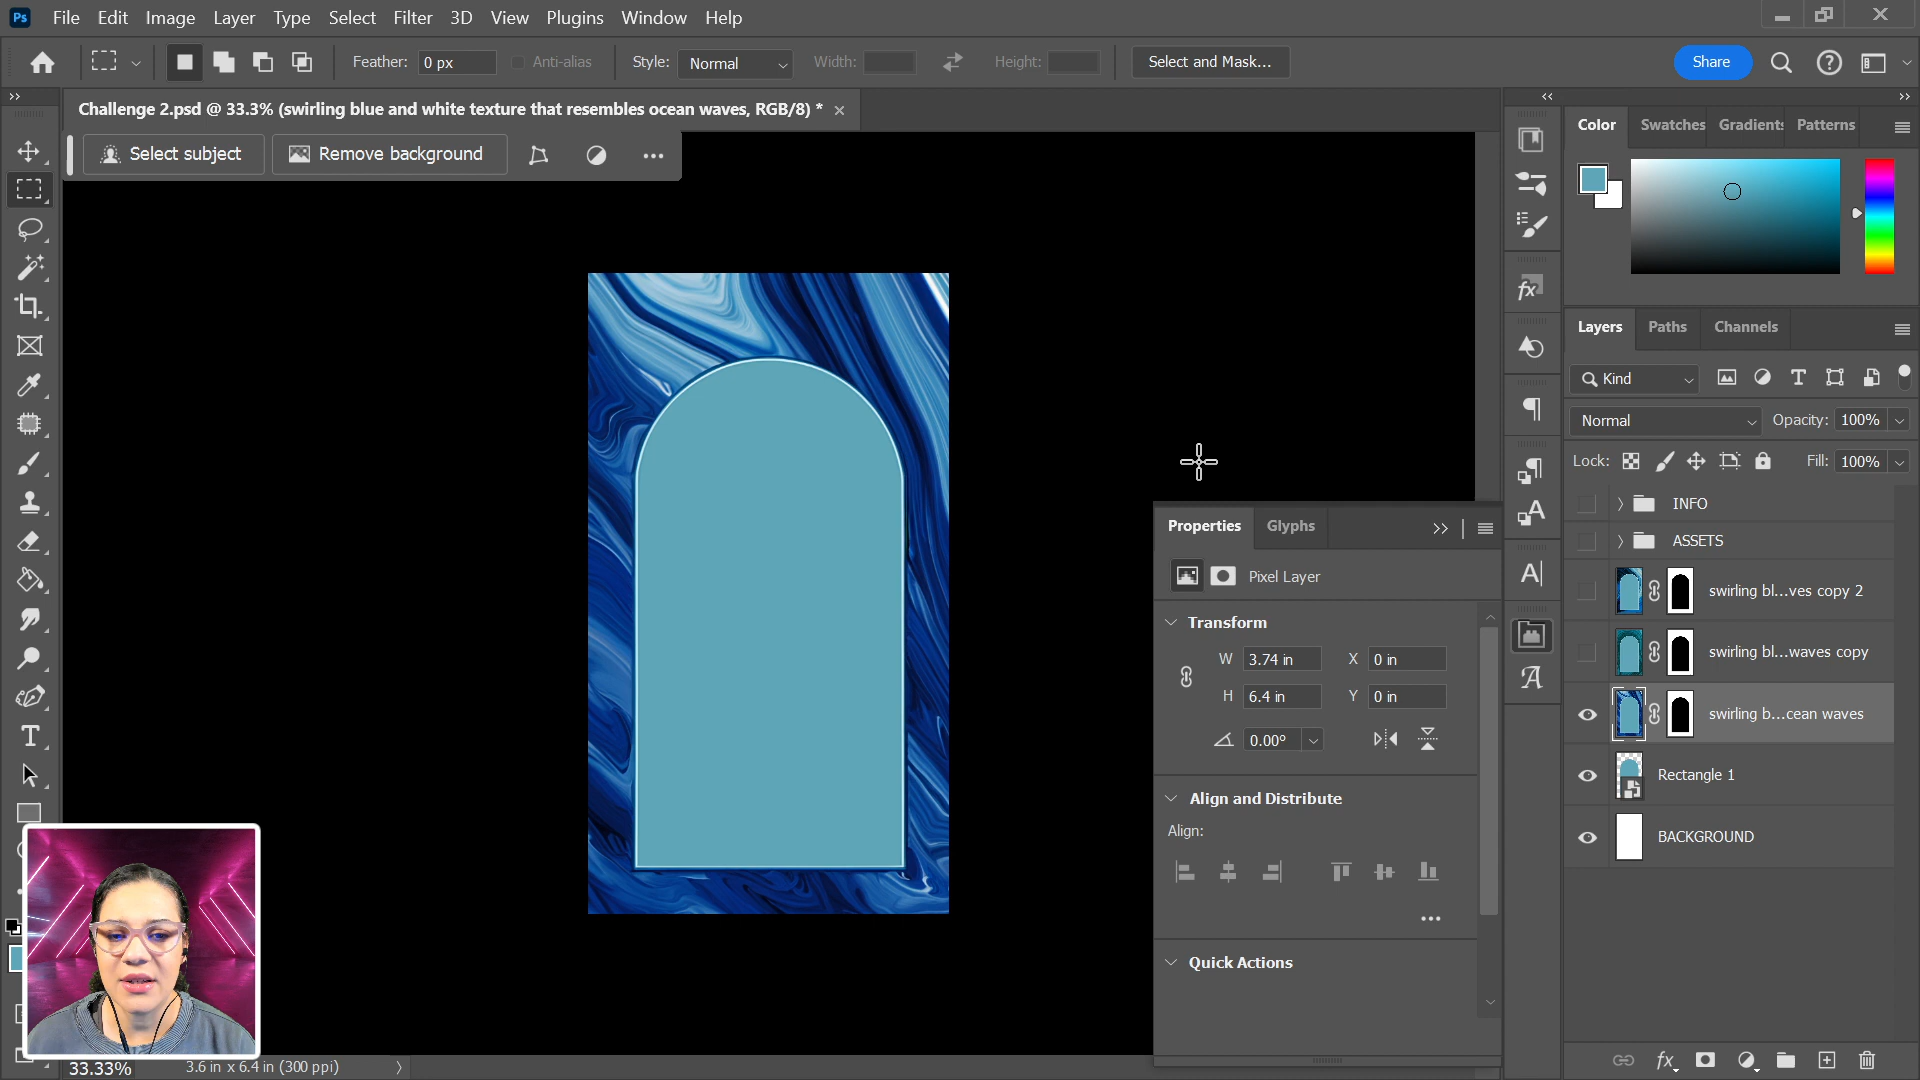 Ps File Edit Image Layer Type Select Filter 3D View Plugins Window Help
Feather: 0 px Anti-alias Style: Normal Width: Height: Select and Mask... Share
Challenge 2.psd @ 33.3% (swirling blue and white texture that resembles ocean waves, RGB/8) *
Select subject Remove background
Color Swatches Gradients Patterns
Layers Paths Channels
Kind
Normal Opacity: 100%
Lock: Fill: 100%
INFO
ASSETS
swirling bl...ves copy 2
swirling bl...waves copy
swirling b...cean waves
Rectangle 1
BACKGROUND
Properties Glyphs
Pixel Layer
Transform
W 3.74 in X 0 in
H 6.4 in Y 0 in
0.00°
Align and Distribute
Align:
Quick Actions
33.33% 3.6 in x 6.4 in (300 ppi)